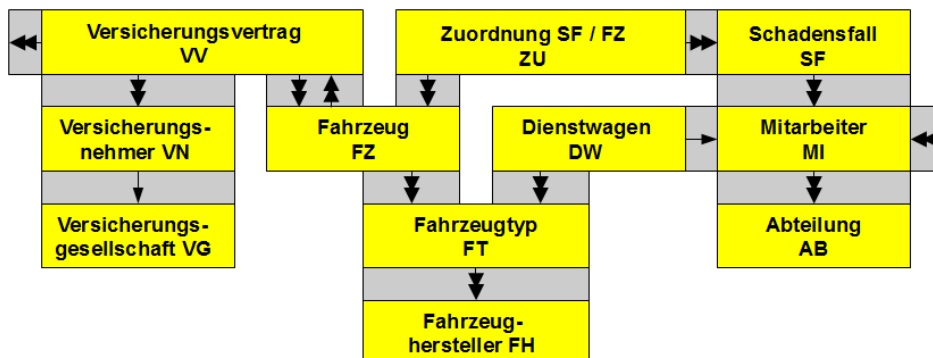 Versicherungsvertrag
VV
Zuordnung SF / FZ
ZU
Schadensfall
SF
Versicherungs-
nehmer VN
Fahrzeug
FZ
Dienstwagen
DW
Mitarbeiter
MI
Versicherungs-
gesellschaft VG
Fahrzeugtyp
FT
Abteilung
AB
Fahrzeug-
hersteller FH